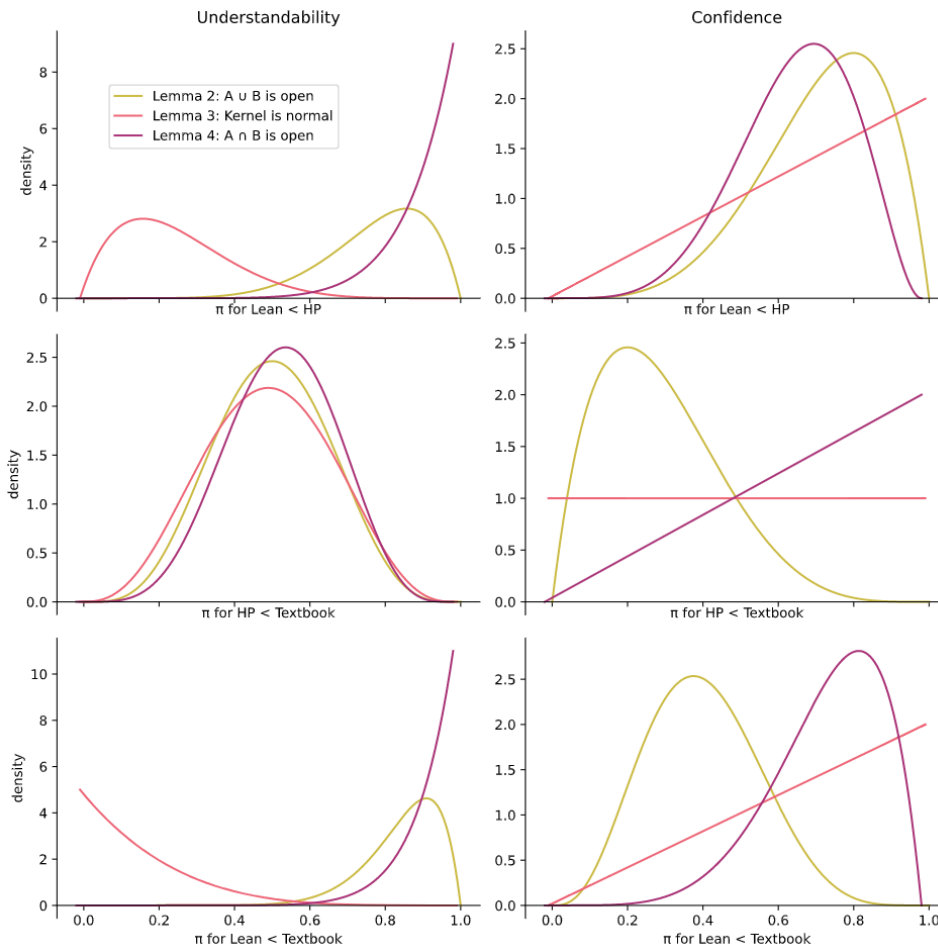 Understandability
Confidence
8
6
4
2
0
density
Lemma 2: A ∪ B is open
Lemma 3: Kernel is normal
Lemma 4: A ∩ B is open
π for Lean < HP
2.5
2.0
1.5
1.0
0.5
0.0
π for Lean < HP
2.5
2.0
1.5
1.0
0.5
0.0
density
π for HP < Textbook
2.5
2.0
1.5
1.0
0.5
0.0
π for HP < Textbook
10
8
6
4
2
0
density
0.0 0.2 0.4 0.6 0.8 1.0
π for Lean < Textbook
2.5
2.0
1.5
1.0
0.5
0.0
0.0 0.2 0.4 0.6 0.8 1.0
π for Lean < Textbook